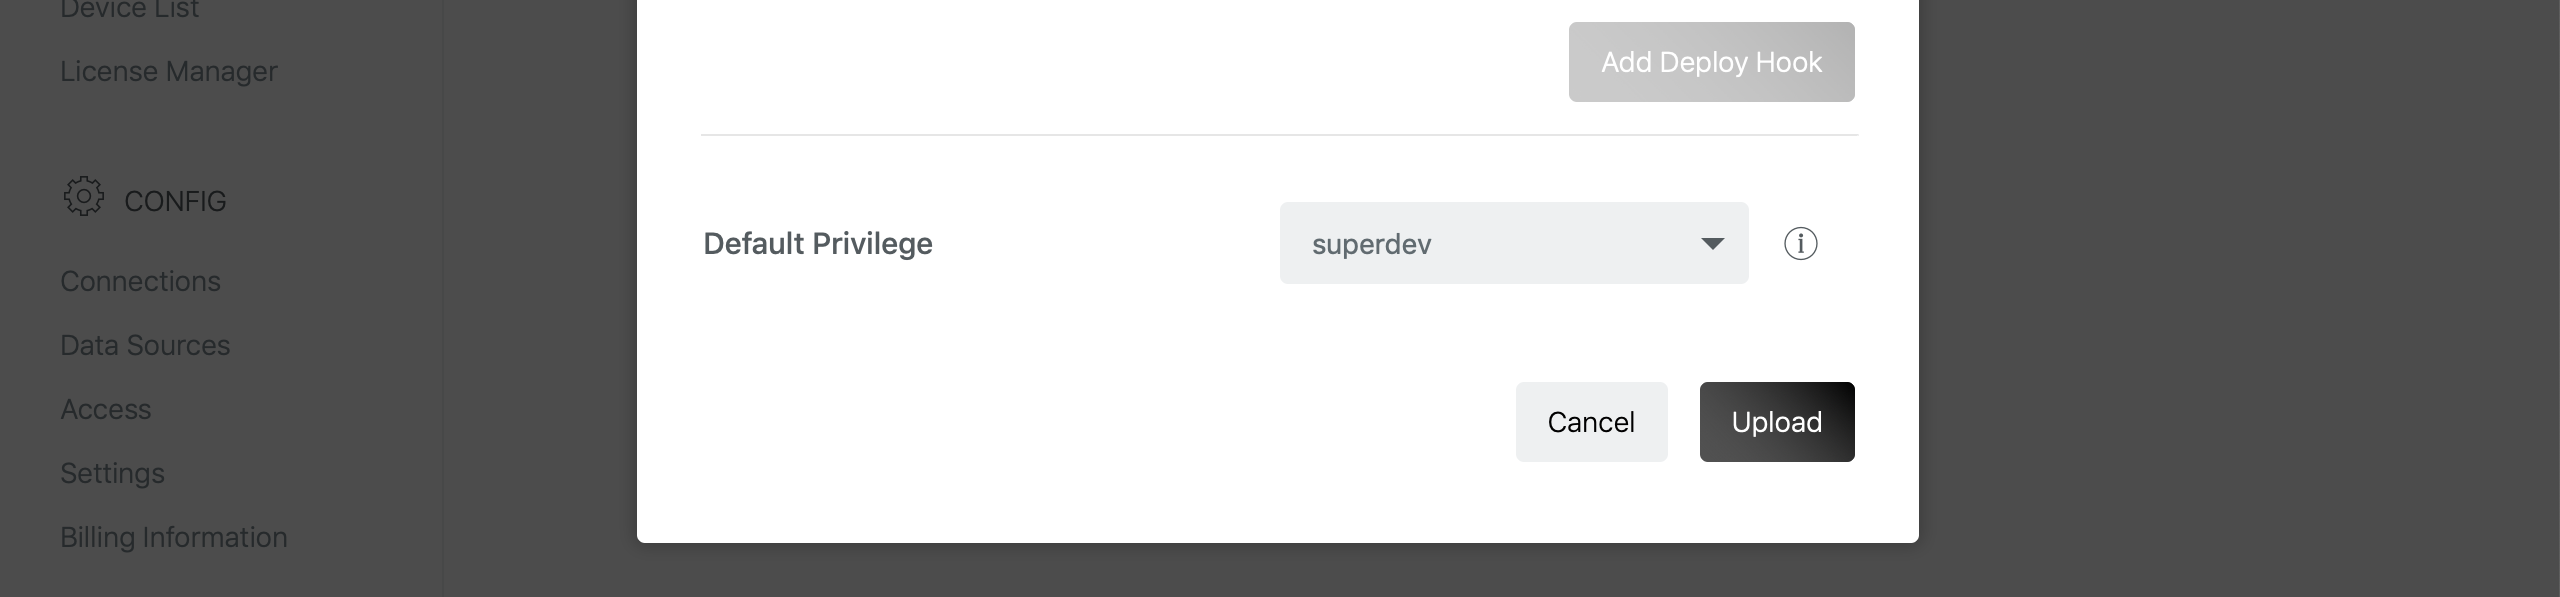 Device List
License Manager
CONFIG
Connections
Data Sources
Access
Settings
Billing Information
Add Deploy Hook
Default Privilege
superdev
Cancel
Upload